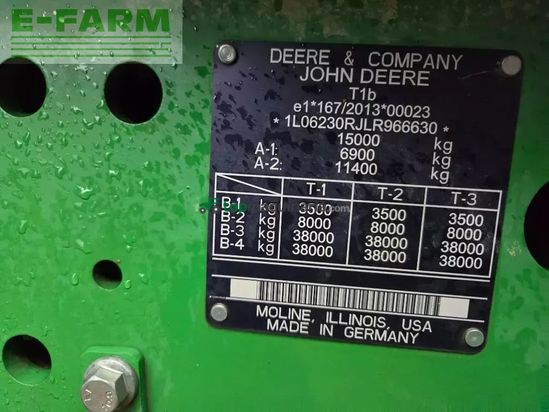 E-FARM
DEERE & COMPANY
JOHN DEERE
T1b
e1*167/2013*00023
* 1L06230RJLR966630 *
15000 kg
A-1: 6900 kg
A-2: 11400 kg
T-1 T-2 T-3
B-1 kg 3500 3500 3500
B-2 kg 8000 8000 8000
B-3 kg 38000 38000 38000
B-4 kg 38000 38000 38000
MOLINE, ILLINOIS, USA
MADE IN GERMANY